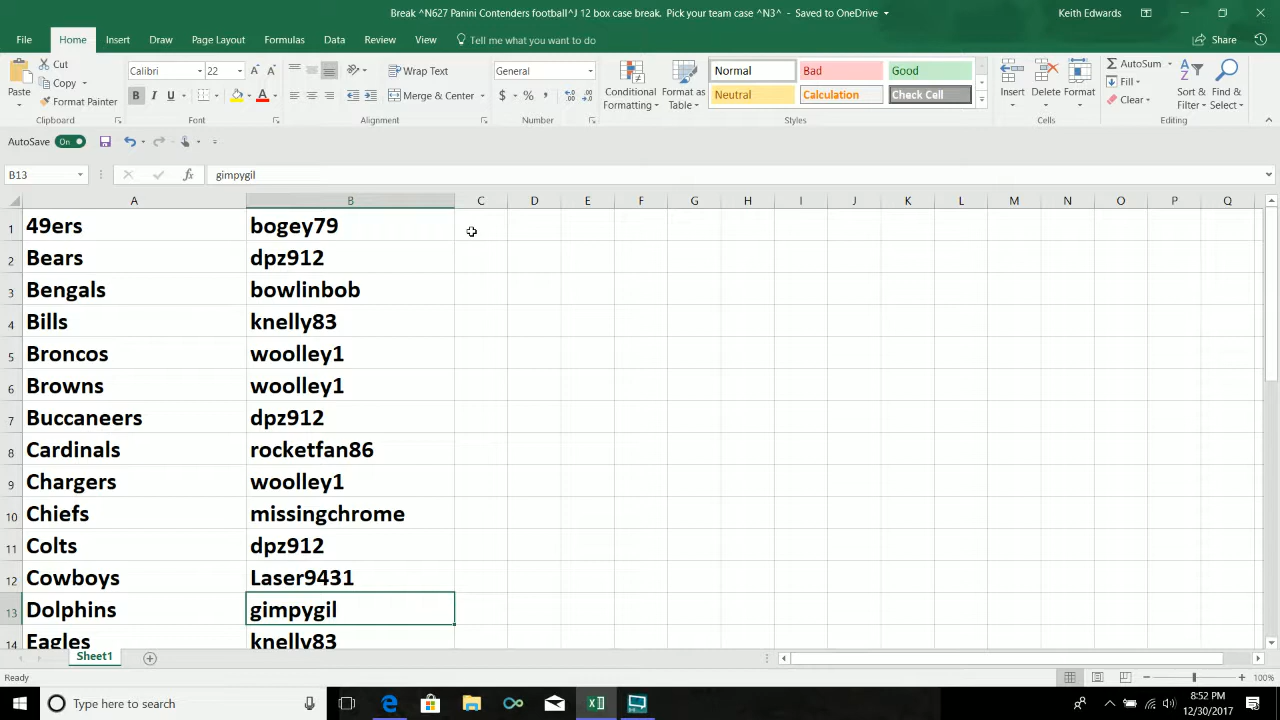 Break ^N627 Panini Contenders football^J 12 box case break. Pick your team case ^N3^ - Saved to OneDrive
Keith Edwards
File Home Insert Draw Page Layout Formulas Data Review View Tell me what you want to do Share
Paste Cut Copy Format Painter Clipboard
Calibri 22 A A B I U A Font
Wrap Text Merge & Center Alignment
General $ % , Number
Conditional Formatting Format as Table Normal Bad Good Neutral Calculation Check Cell Styles
Insert Delete Format Cells
AutoSum Fill Clear Sort & Filter Find & Select Editing
AutoSave On
B13 fx gimpygil
A B C D E F G H I J K L M N O P Q
1 49ers bogey79
2 Bears dpz912
3 Bengals bowlinbob
4 Bills knelly83
5 Broncos woolley1
6 Browns woolley1
7 Buccaneers dpz912
8 Cardinals rocketfan86
9 Chargers woolley1
10 Chiefs missingchrome
11 Colts dpz912
12 Cowboys Laser9431
13 Dolphins gimpygil
14 Eagles knelly83
Sheet1
Ready 100%
Type here to search 8:52 PM
12/30/2017